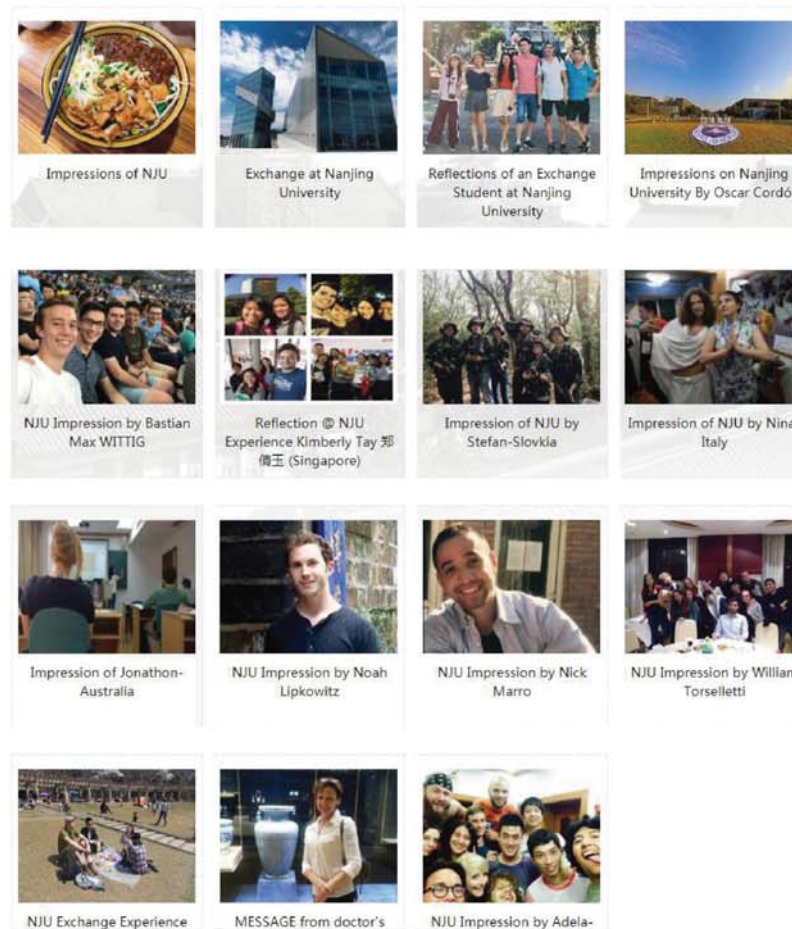 Impressions of NJU
Exchange at Nanjing
University
Reflections of an Exchange
Student at Nanjing
University
Impressions on Nanjing
University By Oscar Cordó
NJU Impression by Bastian
Max WITTIG
Reflection @ NJU
Experience Kimberly Tay 郑
倩玉 (Singapore)
Impression of NJU by
Stefan-Slovkia
Impression of NJU by Nina
Italy
Impression of Jonathon-
Australia
NJU Impression by Noah
Lipkowitz
NJU Impression by Nick
Marro
NJU Impression by William
Torselletti
NJU Exchange Experience
MESSAGE from doctor's
NJU Impression by Adela-